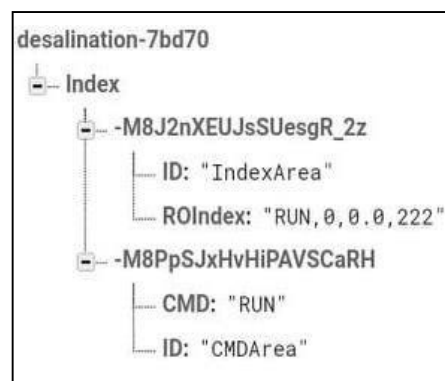 desalination-7bd70
Index
-M8J2nXEUJsSUesgR_2z
ID: "IndexArea"
ROIndex: "RUN,0,0.0,222"
-M8PpSJxHvHiPAVSCaRH
CMD: "RUN"
ID: "CMDArea"